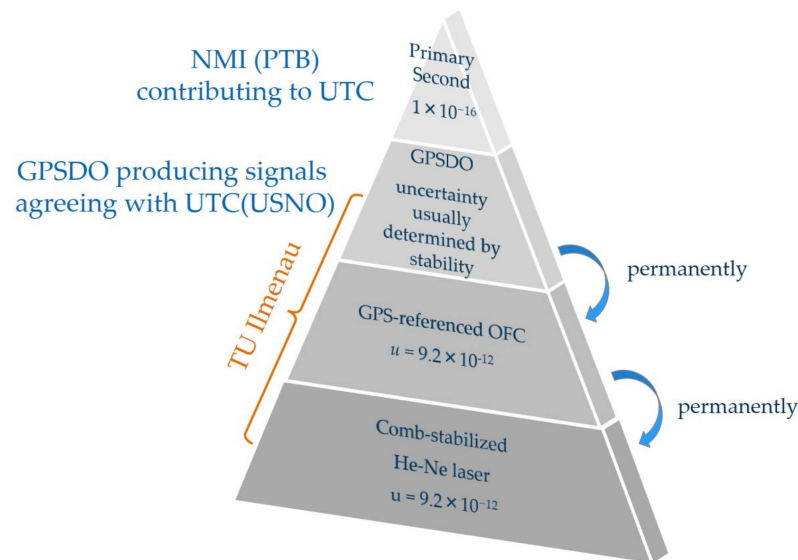 NMI (PTB)
contributing to UTC
Primary
Second
1 × 10⁻¹⁶
GPSDO producing signals
agreeing with UTC(USNO)
GPSDO
uncertainty
usually
determined by
stability
TU Ilmenau
permanently
GPS-referenced OFC
u = 9.2 × 10⁻¹²
permanently
Comb-stabilized
He-Ne laser
u = 9.2 × 10⁻¹²